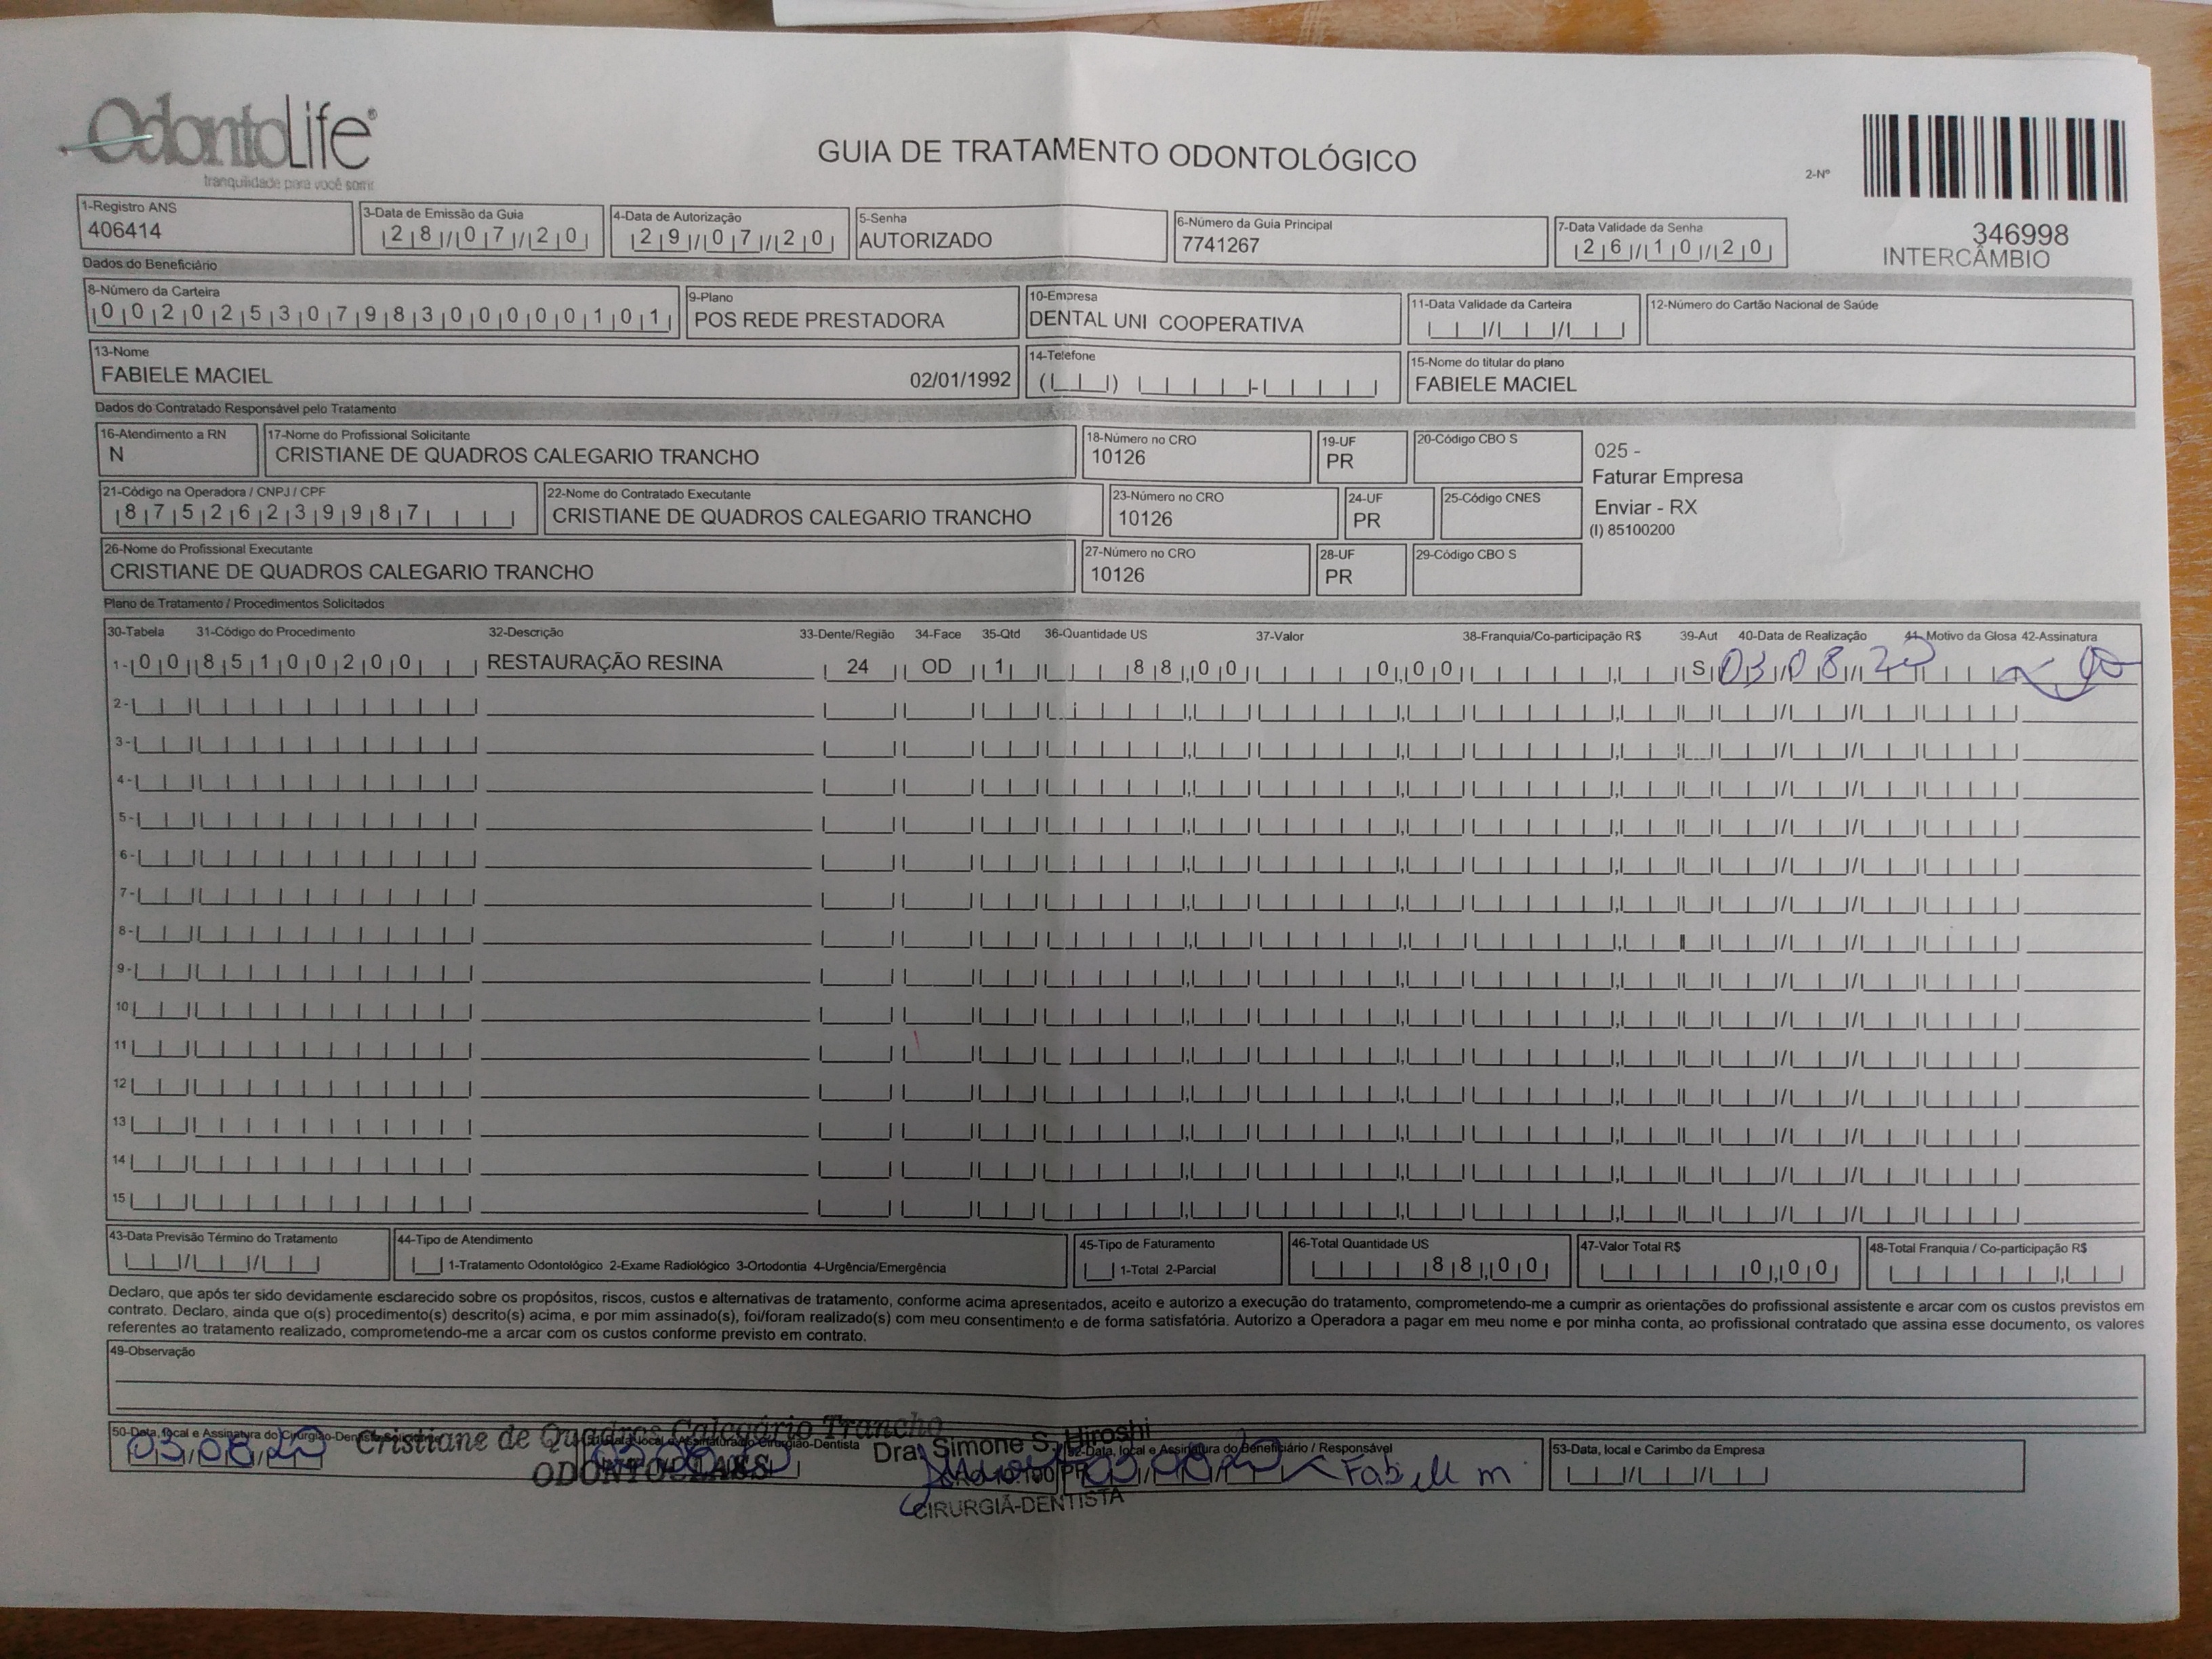 OdontoLife®
tranquilidade para você sorrir
GUIA DE TRATAMENTO ODONTOLÓGICO
2-Nº
346998
INTERCÂMBIO
1-Registro ANS
406414
3-Data de Emissão da Guia
28/07/20
4-Data de Autorização
29/07/20
5-Senha
AUTORIZADO
6-Número da Guia Principal
7741267
7-Data Validade da Senha
26/10/20
Dados do Beneficiário
8-Número da Carteira
0020253079830000010 1
9-Plano
POS REDE PRESTADORA
10-Empresa
DENTAL UNI COOPERATIVA
11-Data Validade da Carteira
12-Número do Cartão Nacional de Saúde
13-Nome
FABIELE MACIEL 02/01/1992
14-Telefone
15-Nome do titular do plano
FABIELE MACIEL
Dados do Contratado Responsável pelo Tratamento
16-Atendimento a RN
N
17-Nome do Profissional Solicitante
CRISTIANE DE QUADROS CALEGARIO TRANCHO
18-Número no CRO
10126
19-UF
PR
20-Código CBO S
025 -
Faturar Empresa
Enviar - RX
(I) 85100200
21-Código na Operadora / CNPJ / CPF
87526239987
22-Nome do Contratado Executante
CRISTIANE DE QUADROS CALEGARIO TRANCHO
23-Número no CRO
10126
24-UF
PR
25-Código CNES
26-Nome do Profissional Executante
CRISTIANE DE QUADROS CALEGARIO TRANCHO
27-Número no CRO
10126
28-UF
PR
29-Código CBO S
Plano de Tratamento / Procedimentos Solicitados
30-Tabela 31-Código do Procedimento 32-Descrição 33-Dente/Região 34-Face 35-Qtd 36-Quantidade US 37-Valor 38-Franquia/Co-participação R$ 39-Aut 40-Data de Realização 41-Motivo da Glosa 42-Assinatura
1- 00 85100200 RESTAURAÇÃO RESINA 24 OD 1 88,00 0,00 S 03/08/20
2-
3-
4-
5-
6-
7-
8-
9-
10
11
12
13
14
15
43-Data Previsão Término do Tratamento
44-Tipo de Atendimento
1-Tratamento Odontológico 2-Exame Radiológico 3-Ortodontia 4-Urgência/Emergência
45-Tipo de Faturamento
1-Total 2-Parcial
46-Total Quantidade US
88,00
47-Valor Total R$
0,00
48-Total Franquia / Co-participação R$
Declaro, que após ter sido devidamente esclarecido sobre os propósitos, riscos, custos e alternativas de tratamento, conforme acima apresentados, aceito e autorizo a execução do tratamento, comprometendo-me a cumprir as orientações do profissional assistente e arcar com os custos previstos em
contrato. Declaro, ainda que o(s) procedimento(s) descrito(s) acima, e por mim assinado(s), foi/foram realizado(s) com meu consentimento e de forma satisfatória. Autorizo a Operadora a pagar em meu nome e por minha conta, ao profissional contratado que assina esse documento, os valores
referentes ao tratamento realizado, comprometendo-me a arcar com os custos conforme previsto em contrato.
49-Observação
50-Data, local e Assinatura do Cirurgião-Dentista
03/08/20
Cristiane de Quadros Calegário Trancho
ODONTOCLASS
Dra. Simone S. Hiroshi
CIRURGIÃ-DENTISTA
52-Data, local e Assinatura do Beneficiário / Responsável
03/08/20
53-Data, local e Carimbo da Empresa